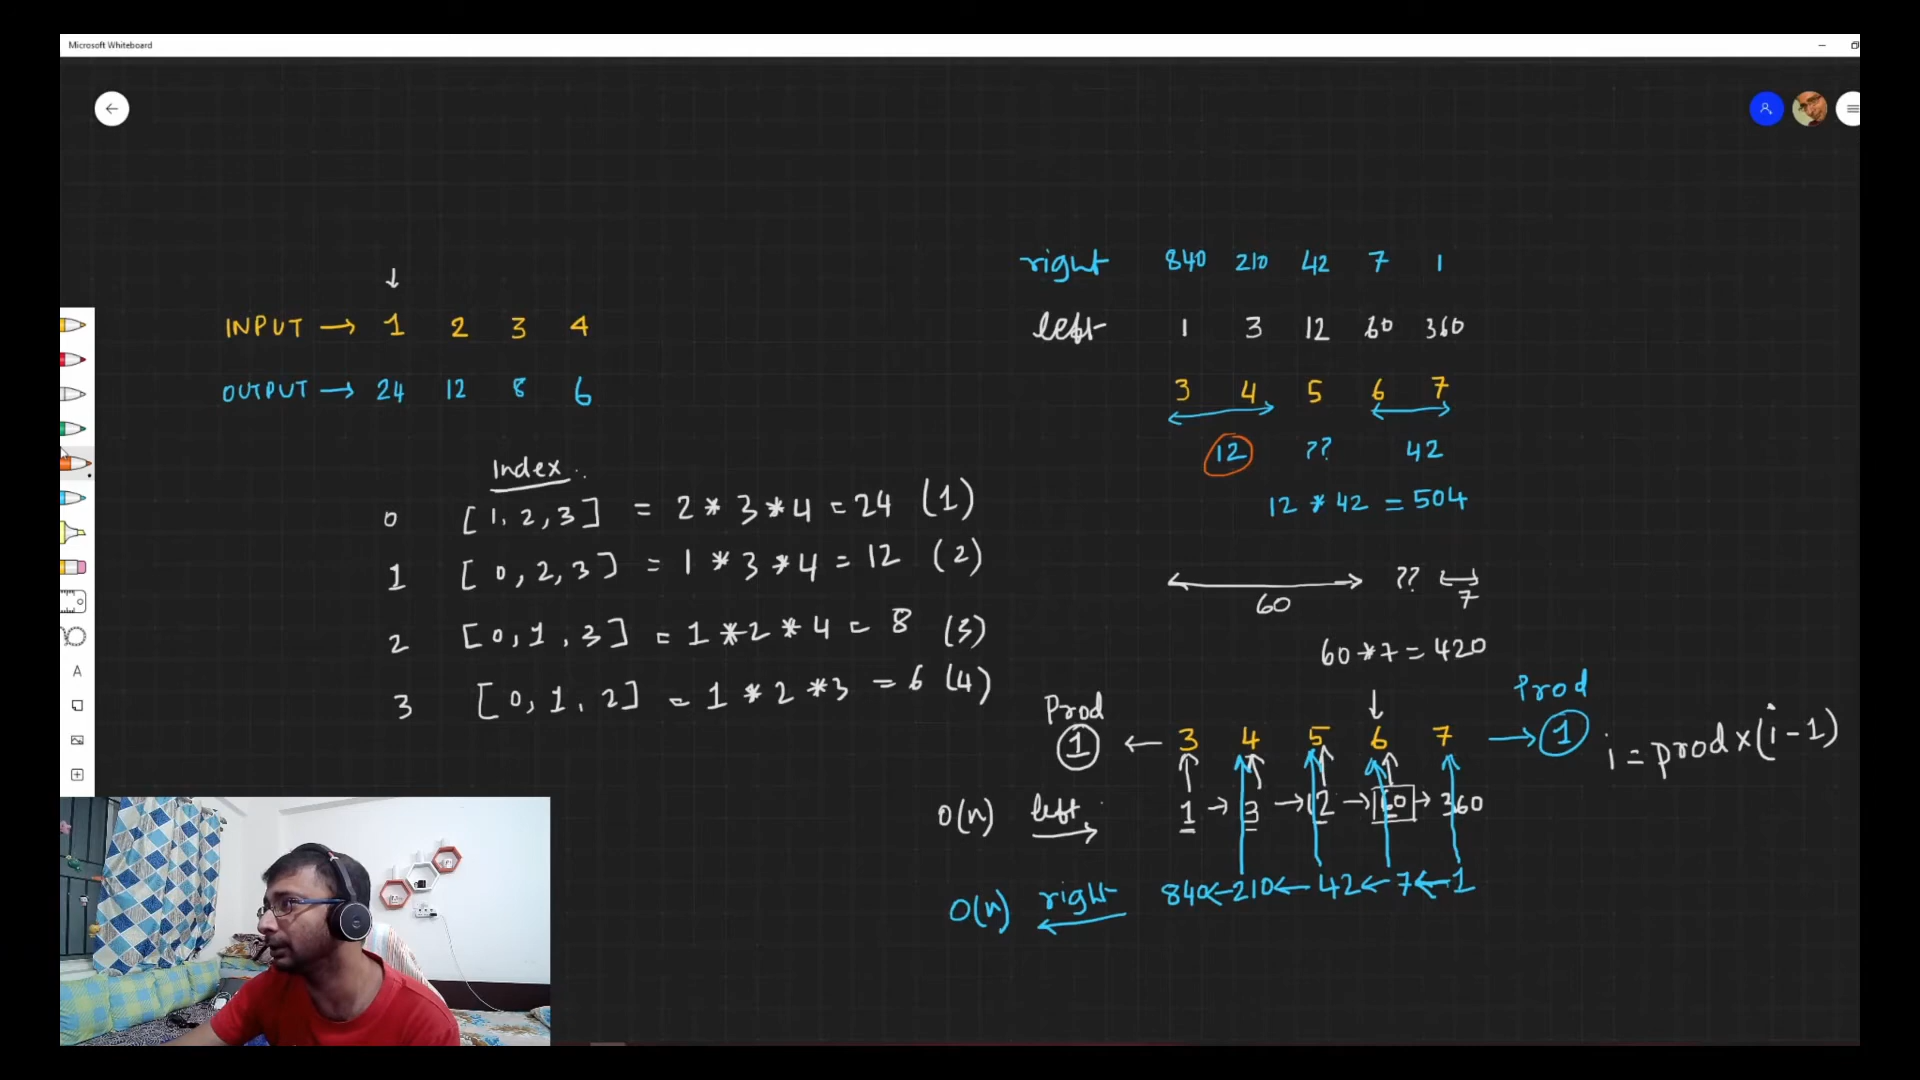 Microsoft Whiteboard
↓
INPUT → 1 2 3 4
OUTPUT → 24 12 8 6
Index
0 [1, 2, 3] = 2 * 3 * 4 = 24 (1)
1 [0, 2, 3] = 1 * 3 * 4 = 12 (2)
2 [0, 1, 3] = 1 * 2 * 4 = 8 (3)
3 [0, 1, 2] = 1 * 2 * 3 = 6 (4)
right 840 210 42 7 1
left 1 3 12 60 360
3 4 5 6 7
12 ?? 42
12 * 42 = 504
?? 
60 7
60 * 7 = 420
Prod ↓ Prod
1 ← 3 4 5 6 7 → 1 i = prod x (i - 1)
O(n) left 1 → 3 → 12 → 60 → 360
O(n) right 840 ← 210 ← 42 ← 7 ← 1
A